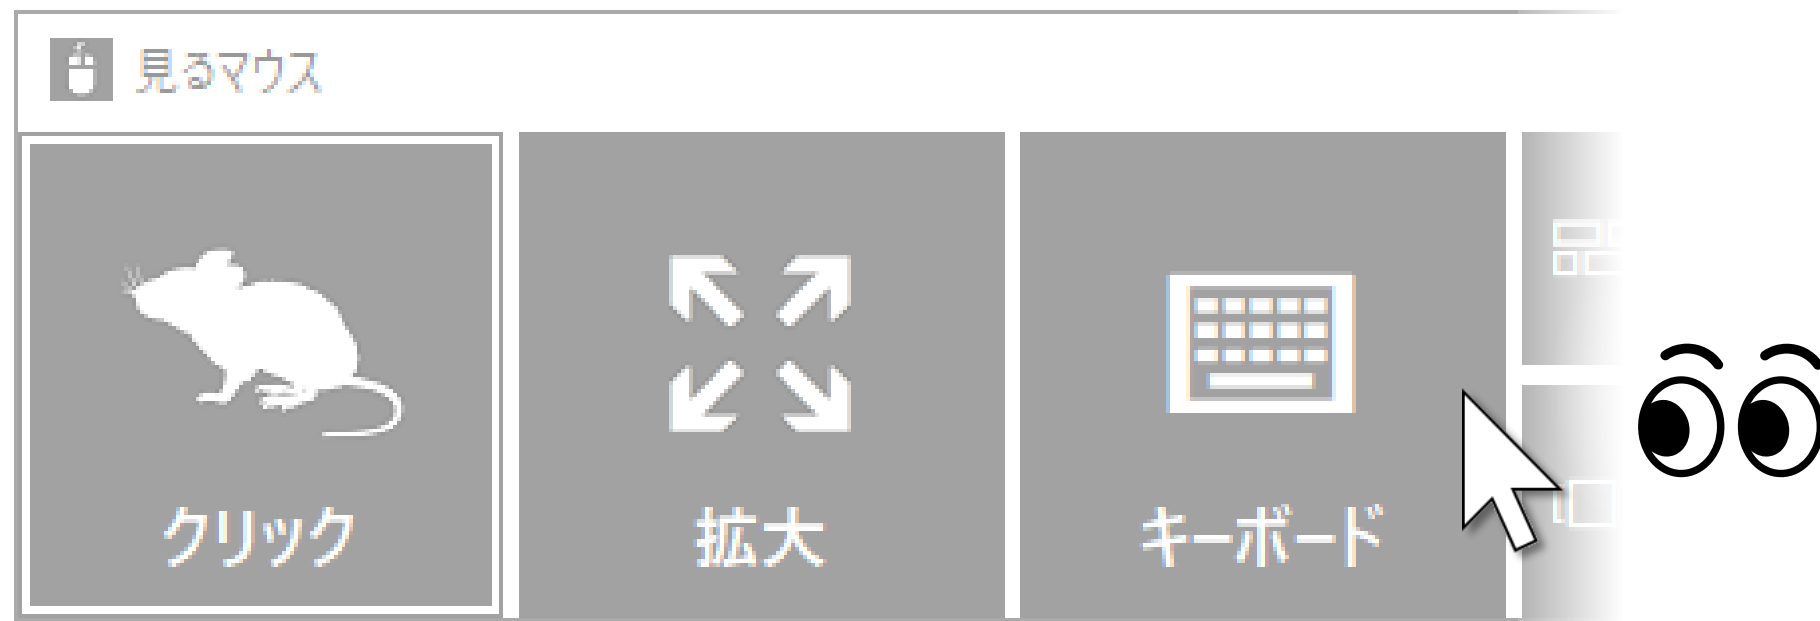 見るマウス
クリック
拡大
キーボード